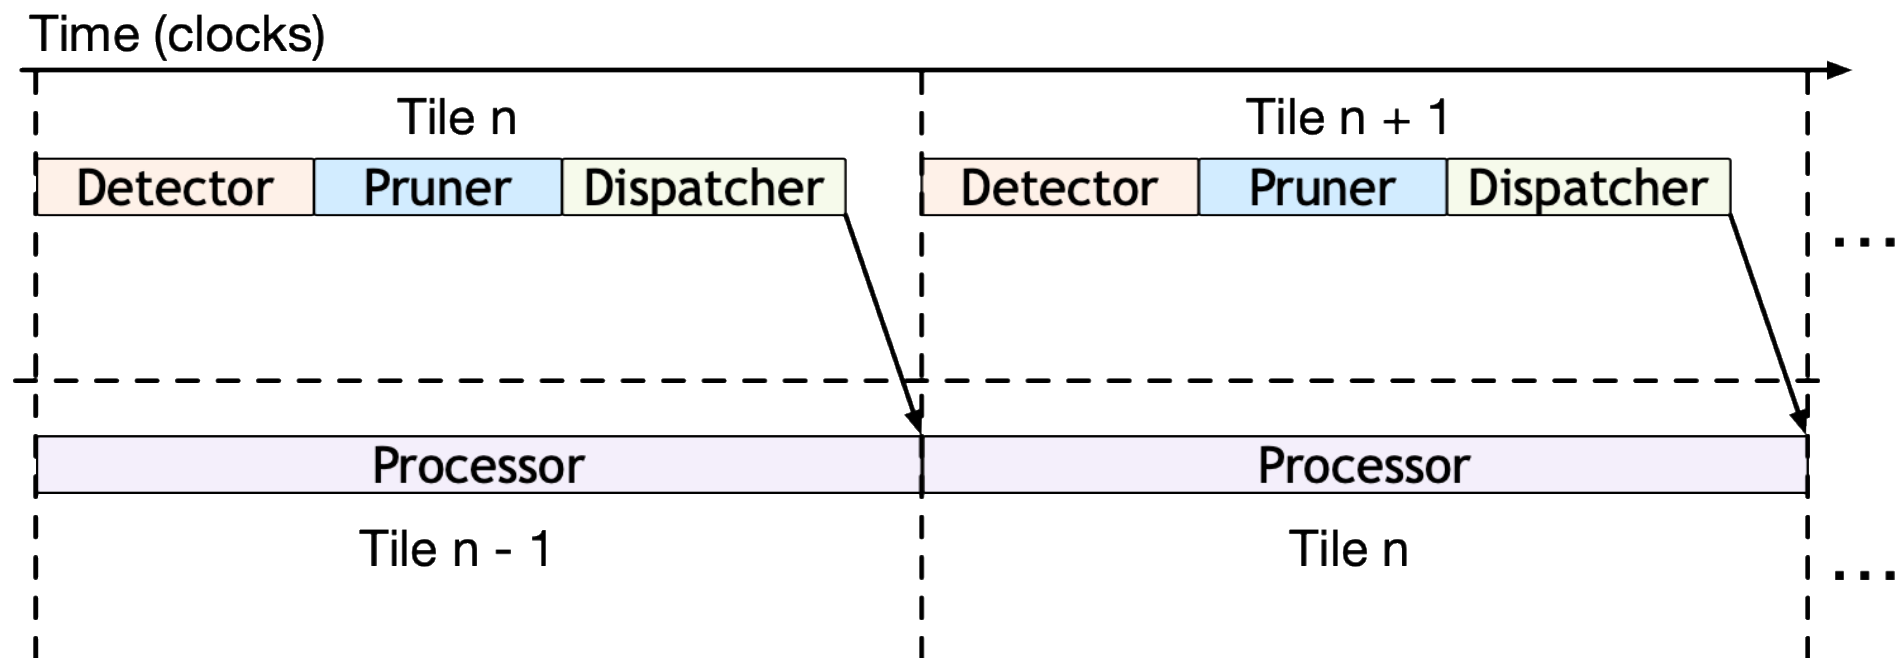 Time (clocks)
Tile n
Tile n + 1
Detector Pruner Dispatcher
Detector Pruner Dispatcher
...
Processor
Processor
Tile n - 1
Tile n
...